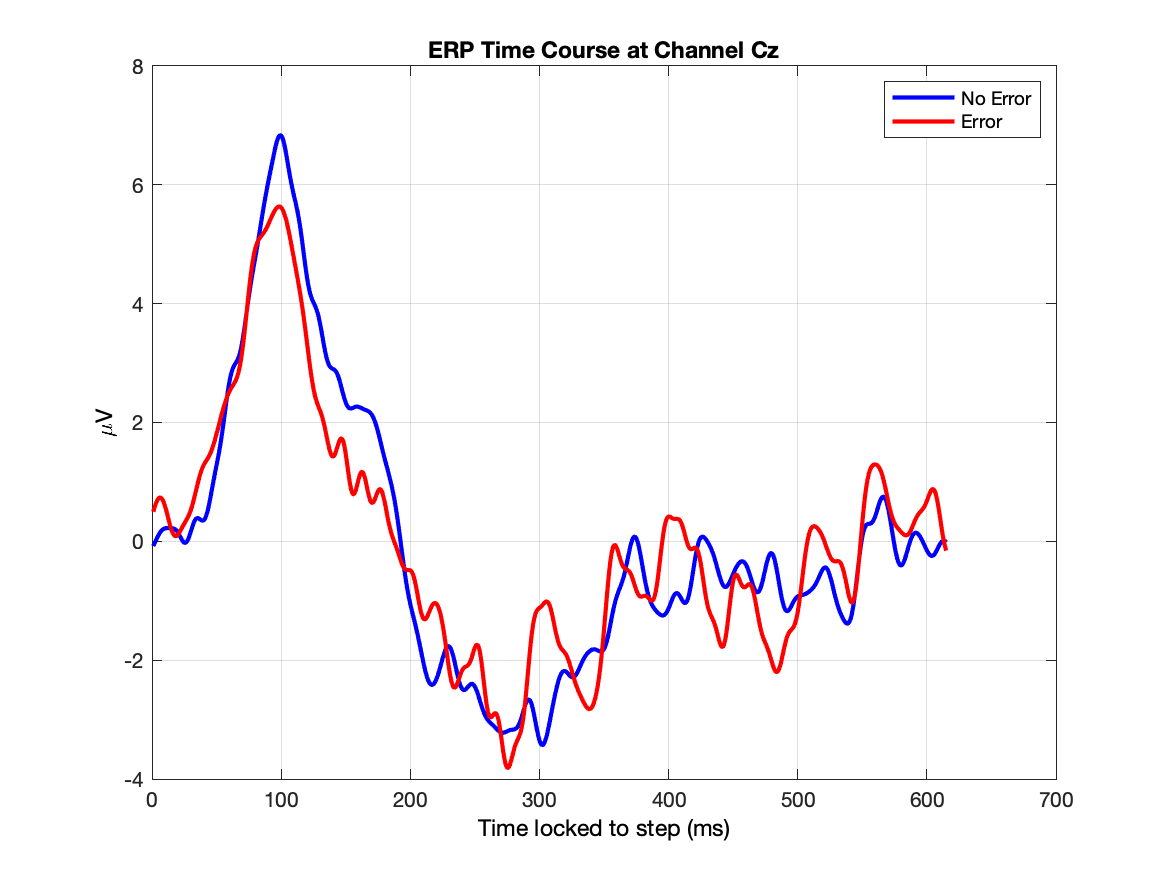 ERP Time Course at Channel Cz
8
6
4
2
0
-2
-4
μV
No Error
Error
0 100 200 300 400 500 600 700
Time locked to step (ms)